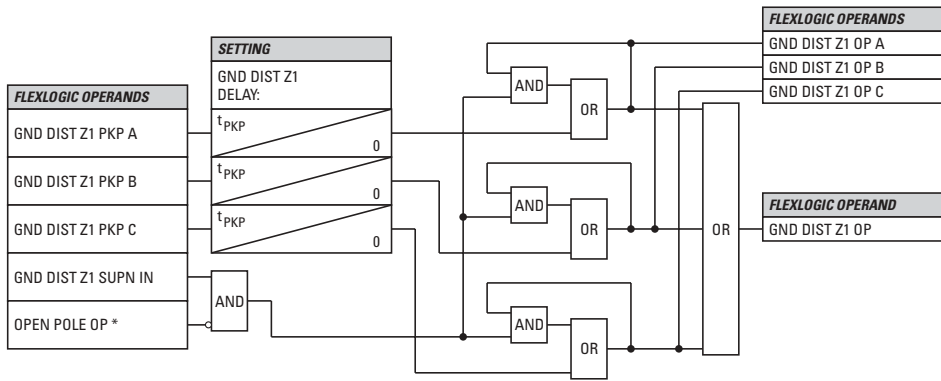 FLEXLOGIC OPERANDS
GND DIST Z1 PKP A
GND DIST Z1 PKP B
GND DIST Z1 PKP C
GND DIST Z1 SUPN IN
OPEN POLE OP *
SETTING
GND DIST Z1
DELAY:
tPKP
0
tPKP
0
tPKP
0
AND
AND
OR
AND
OR
AND
OR
OR
FLEXLOGIC OPERANDS
GND DIST Z1 OP A
GND DIST Z1 OP B
GND DIST Z1 OP C
FLEXLOGIC OPERAND
GND DIST Z1 OP